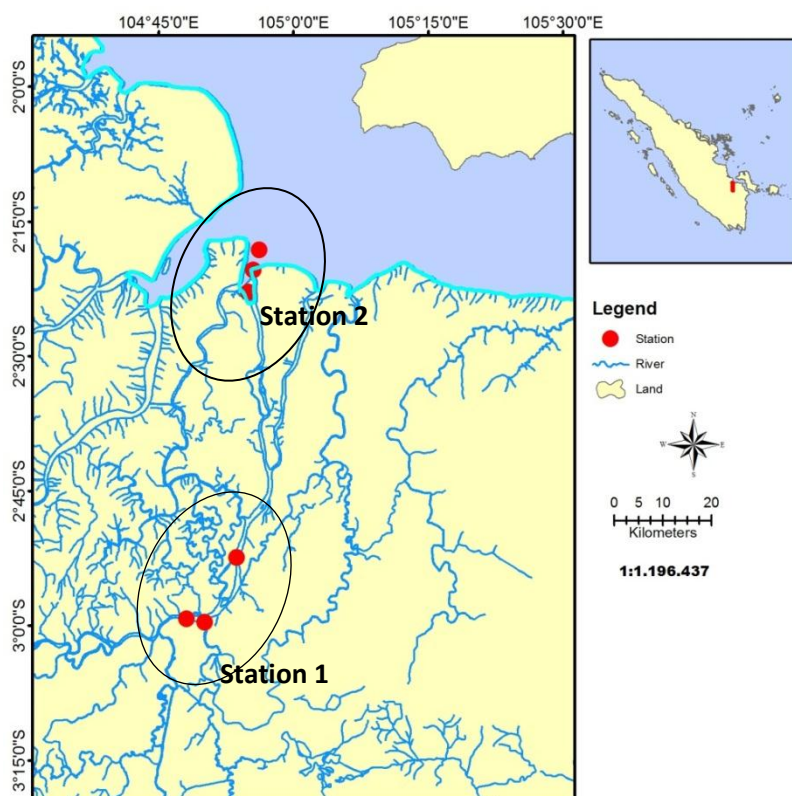 104°45'0"E 105°0'0"E 105°15'0"E 105°30'0"E
2°0'0"S
2°15'0"S
2°30'0"S
2°45'0"S
3°0'0"S
3°15'0"S
Station 2
Station 1
Legend
Station
River
Land
N
W E
S
0 5 10 20
Kilometers
1:1.196.437